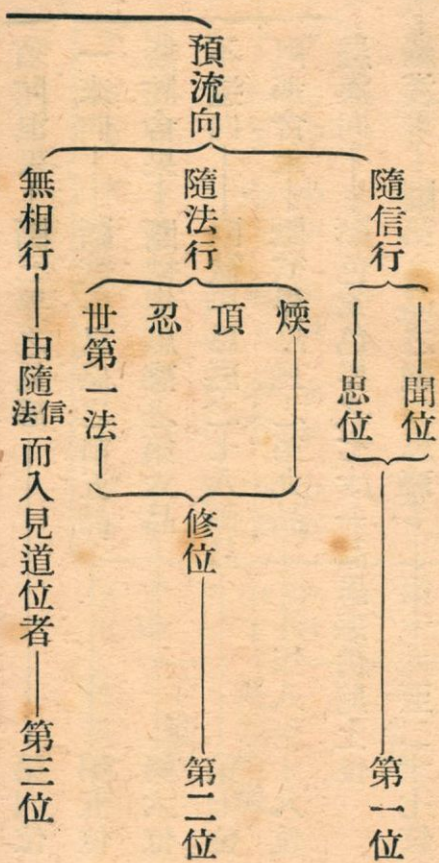 預流向
隨信行
聞位
思位
第一位
隨法行
煗
頂
忍
世第一法
修位
第二位
無相行
由隨信法而入見道位者
第三位